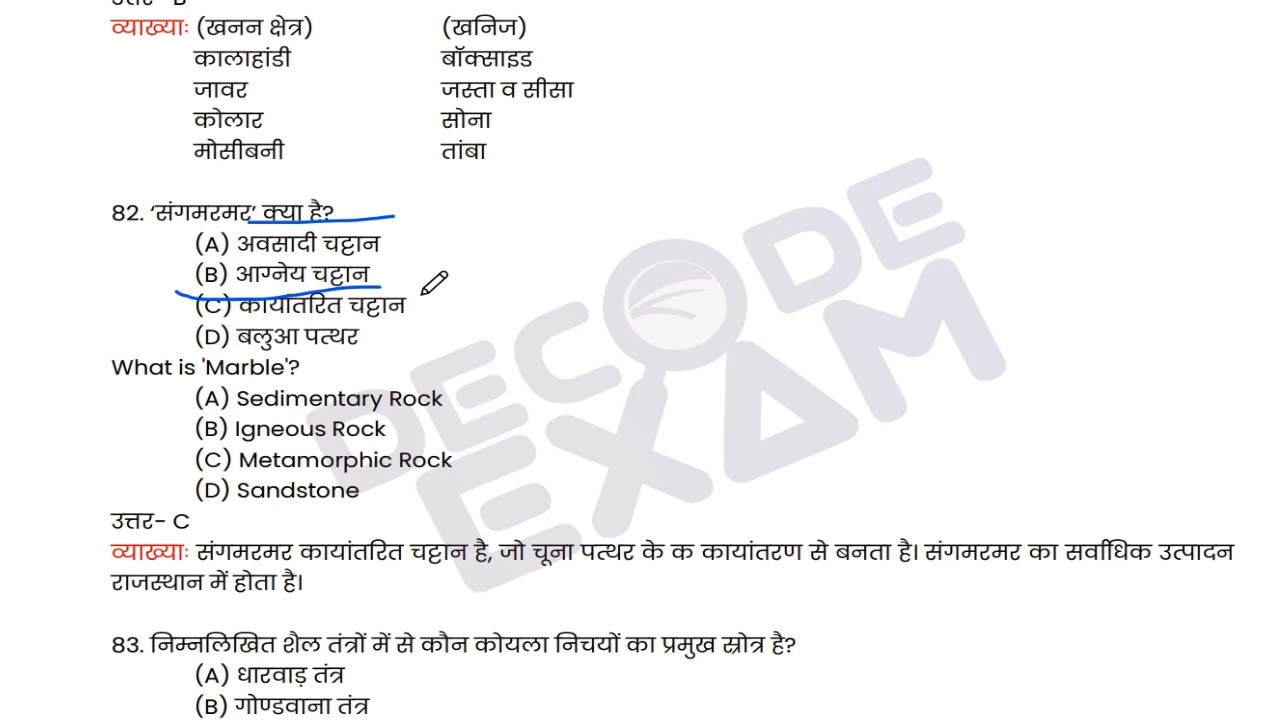 उत्तर- B
व्याख्याः (खनन क्षेत्र) (खनिज)
कालाहांडी बॉक्साइड
जावर जस्ता व सीसा
कोलार सोना
मोसीबनी तांबा
82. ‘संगमरमर’ क्या है?
(A) अवसादी चट्टान
(B) आग्नेय चट्टान
(C) कायांतरित चट्टान
(D) बलुआ पत्थर
What is 'Marble'?
(A) Sedimentary Rock
(B) Igneous Rock
(C) Metamorphic Rock
(D) Sandstone
उत्तर- C
व्याख्याः संगमरमर कायांतरित चट्टान है, जो चूना पत्थर के क कायांतरण से बनता है। संगमरमर का सर्वाधिक उत्पादन
राजस्थान में होता है।
83. निम्नलिखित शैल तंत्रों में से कौन कोयला निचयों का प्रमुख स्रोत्र है?
(A) धारवाड़ तंत्र
(B) गोण्डवाना तंत्र
DECODE
EXAM